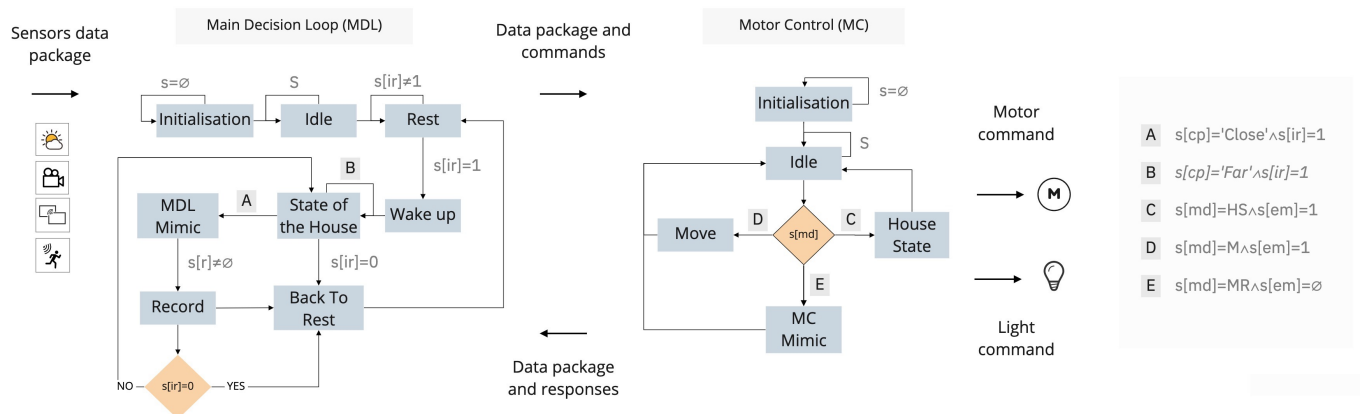 Sensors data
package
Main Decision Loop (MDL)
s=∅
S
s[ir]≠1
Initialisation
Idle
Rest
s[ir]=1
B
A
MDL
Mimic
State of
the House
Wake up
s[r]≠∅
s[ir]=0
Record
Back To
Rest
NO
s[ir]=0
YES
Data package and
commands
Data package
and responses
Motor Control (MC)
Initialisation
s=∅
Idle
S
Move
D
s[md]
C
House
State
E
MC
Mimic
Motor
command
M
Light
command
A s[cp]='Close'∧s[ir]=1
B s[cp]='Far'∧s[ir]=1
C s[md]=HS∧s[em]=1
D s[md]=M∧s[em]=1
E s[md]=MR∧s[em]=∅